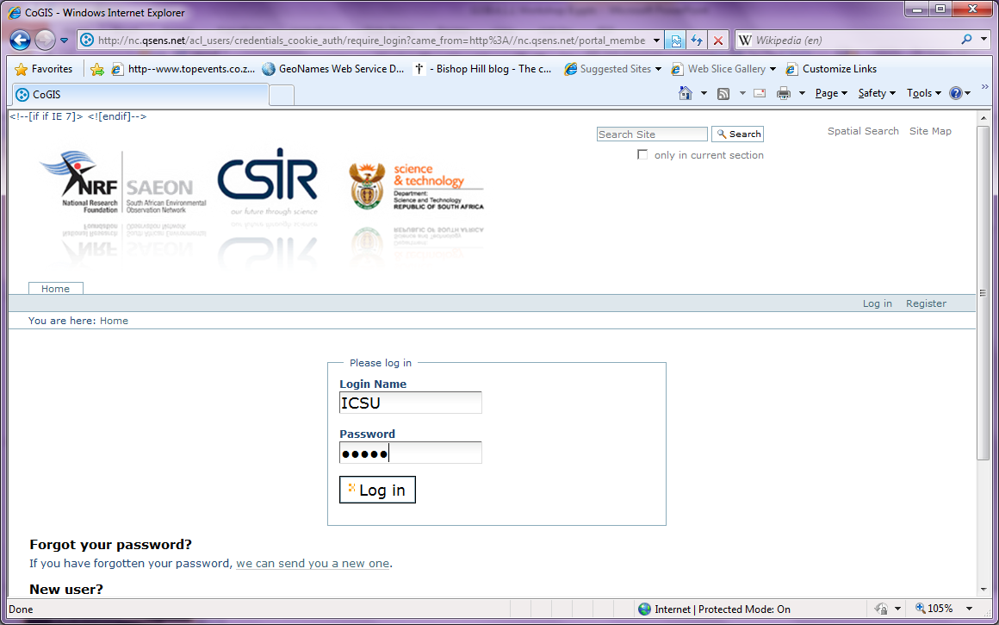 CoGIS - Windows Internet Explorer
http://nc.qsens.net/acl_users/credentials_cookie_auth/require_login?came_from=http%3A//nc.qsens.net/portal_membe
Wikipedia (en)
Favorites
http--www.topevents.co.z...
GeoNames Web Service D...
- Bishop Hill blog - The c...
Suggested Sites
Web Slice Gallery
Customize Links
CoGIS
Page
Safety
Tools
<!--[if if IE 7]> <![endif]-->
Search Site
Search
Spatial Search
Site Map
only in current section
NRF
National Research
Foundation
SAEON
South African Environmental
Observation Network
CSIR
our future through science
science
& technology
Department:
Science and Technology
REPUBLIC OF SOUTH AFRICA
Home
Log in
Register
You are here: Home
Please log in
Login Name
ICSU
Password
●●●●●
Log in
Forgot your password?
If you have forgotten your password, we can send you a new one.
New user?
Done
Internet | Protected Mode: On
105%